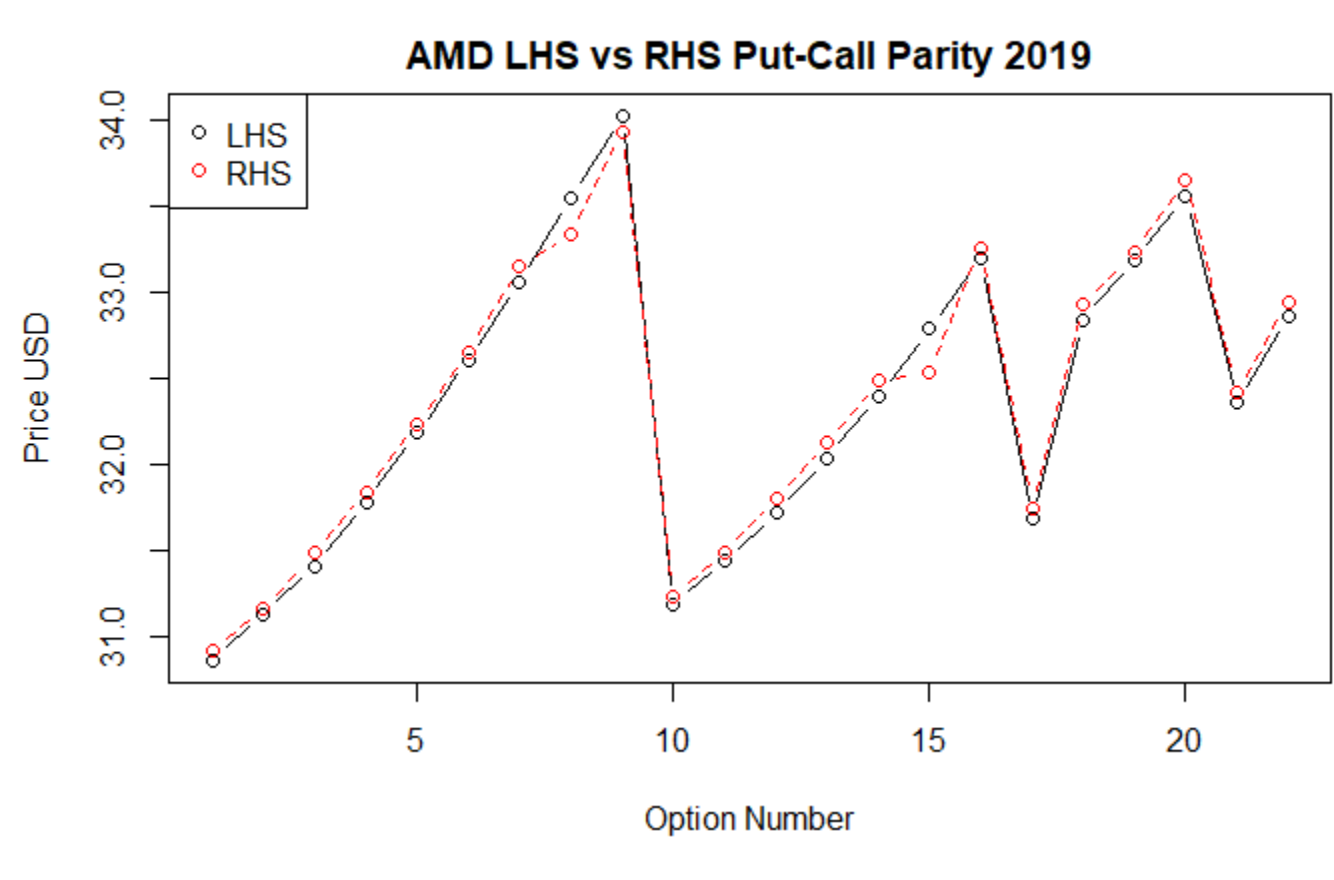 AMD LHS vs RHS Put-Call Parity 2019
LHS
RHS
34.0
33.0
32.0
31.0
Price USD
5 10 15 20
Option Number